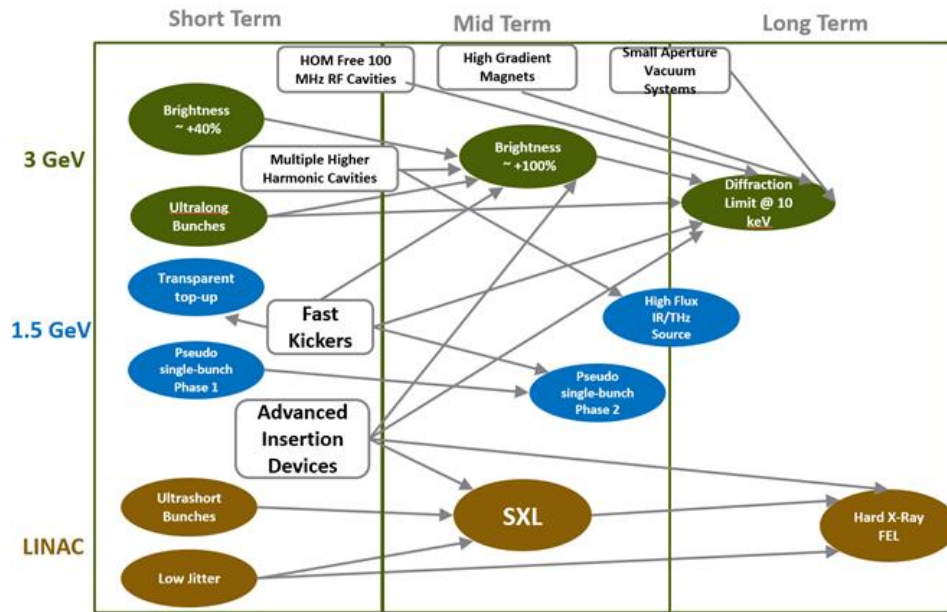 Short Term
Mid Term
Long Term
HOM Free 100
MHz RF Cavities
High Gradient
Magnets
Small Aperture
Vacuum
Systems
3 GeV
Brightness
~ +40%
Multiple Higher
Harmonic Cavities
Brightness
~ +100%
Ultralong
Bunches
Diffraction
Limit @ 10
keV
1.5 GeV
Transparent
top-up
Fast
Kickers
High Flux
IR/THz
Source
Pseudo
single-bunch
Phase 1
Pseudo
single-bunch
Phase 2
Advanced
Insertion
Devices
LINAC
Ultrashort
Bunches
SXL
Hard X-Ray
FEL
Low Jitter